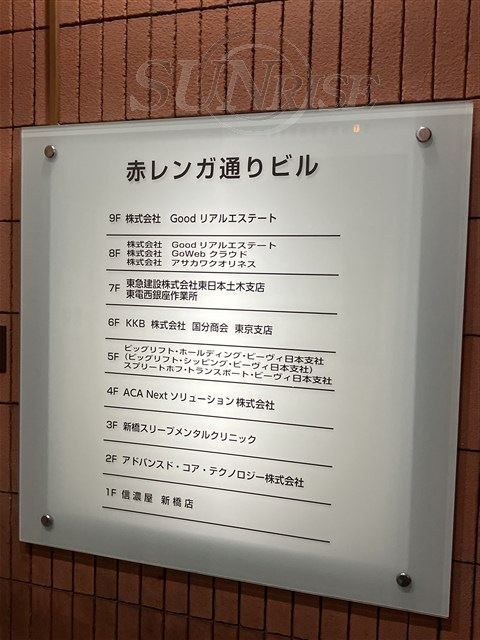 SUNRISE
赤レンガ通りビル
9F 株式会社 Good リアルエステート
株式会社 Good リアルエステート
8F 株式会社 GoWeb クラウド
株式会社 アサカワクオリネス
7F 東急建設株式会社東日本土木支店
東電西銀座作業所
6F KKB 株式会社 国分商会 東京支店
ビッグリフト・ホールディング・ビーヴィ日本支社
5F (ビッグリフト・シッピング・ビーヴィ日本支社)
スプリートホフ・トランスポート・ビーヴィ日本支社
4F ACA Next ソリューション株式会社
3F 新橋スリープメンタルクリニック
2F アドバンスド・コア・テクノロジー株式会社
1F 信濃屋 新橋店